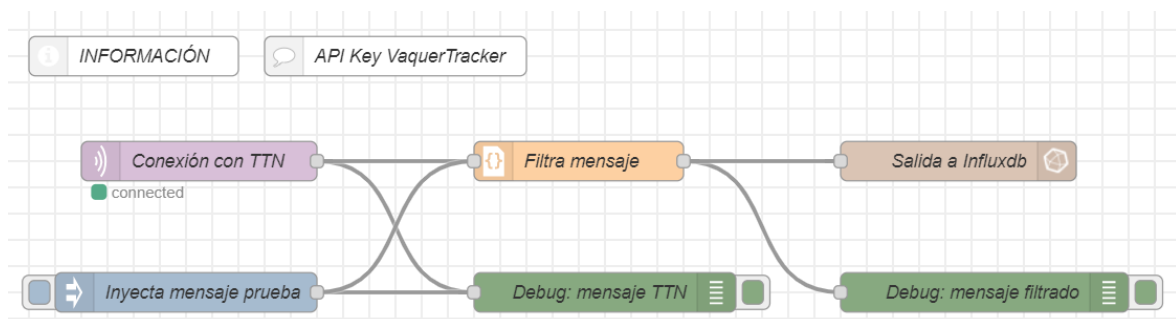 INFORMACIÓN
API Key VaquerTracker
Conexión con TTN
Filtra mensaje
Salida a Influxdb
connected
Inyecta mensaje prueba
Debug: mensaje TTN
Debug: mensaje filtrado